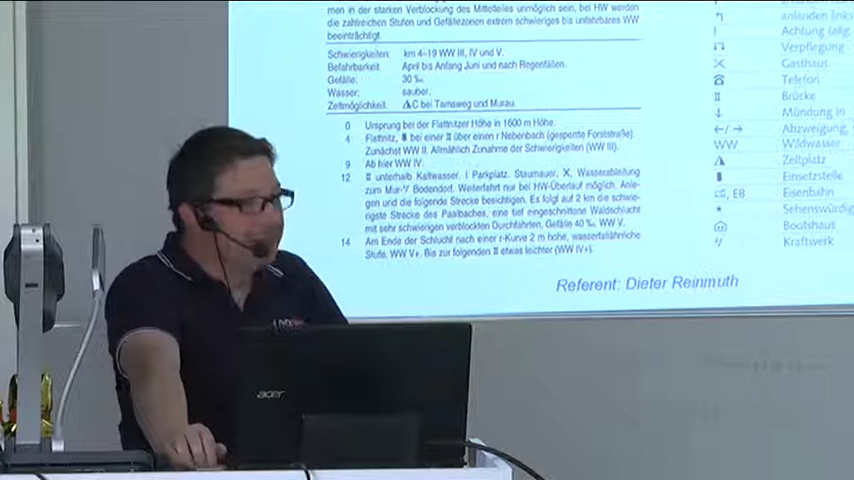 men in der starken Verblockung des Mittelteiles unmöglich sein, bei HW werden
die zahlreichen Stufen und Gefällezonen extrem schwieriges bis unfahrbares WW
beeinträchtigt.
Schwierigkeiten: km 4–19 WW III, IV und V.
Befahrbarkeit: April bis Anfang Juni und nach Regenfällen.
Gefälle: 30 ‰.
Wasser: sauber.
Zeltmöglichkeit: C bei Tamsweg und Murau.
0 Ursprung bei der Flattnitzer Höhe in 1600 m Höhe.
4 Flattnitz, bei einer II über einen r Nebenbach (gesperrte Forststraße).
Zunächst WW II. Allmählich Zunahme der Schwierigkeiten (WW III).
9 Ab hier WW IV.
12 II unterhalb Kaltwasser. l Parkplatz. Staumauer, X, Wasserableitung
zum Mur-Y Bodendorf. Weiterfahrt nur bei HW-Überlauf möglich. Anle-
gen und die folgende Strecke besichtigen. Es folgt auf 2 km die schwie-
rigste Strecke des Paalbaches, eine tief eingeschnittene Waldschlucht
mit sehr schwierigen verblockten Durchfahrten, Gefälle 40 ‰, WW V.
14 Am Ende der Schlucht nach einer r-Kurve 2 m hohe, wasserfallähnliche
Stufe. WW V+. Bis zur folgenden II etwas leichter (WW IV+).
anlanden links
! Achtung (allg.
Verpflegung
Gasthaus
Telefon
Brücke
Mündung in
Abzweigung,
WW Wildwasser
Zeltplatz
Einsetzstelle
EB Eisenbahn
Sehenswürdig
Bootshaus
Kraftwerk
Referent: Dieter Reinmuth
acer